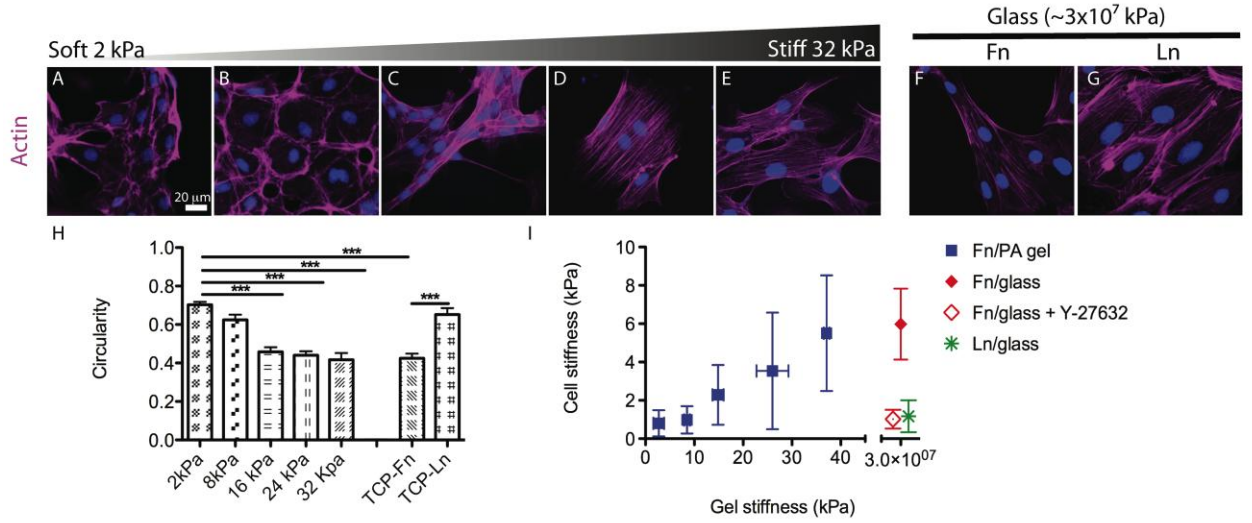 Soft 2 kPa
Stiff 32 kPa
Glass (~3x10⁷ kPa)
Fn
Ln
Actin
A
B
C
D
E
F
G
20 μm
H
***
***
***
***
***
Circularity
1.0
0.8
0.6
0.4
0.2
0.0
2kPa
8kPa
16 kPa
24 kPa
32 Kpa
TCP-Fn
TCP-Ln
I
Cell stiffness (kPa)
10
8
6
4
2
0
0
10
20
30
40
3.0×10⁰⁷
Gel stiffness (kPa)
Fn/PA gel
Fn/glass
Fn/glass + Y-27632
Ln/glass